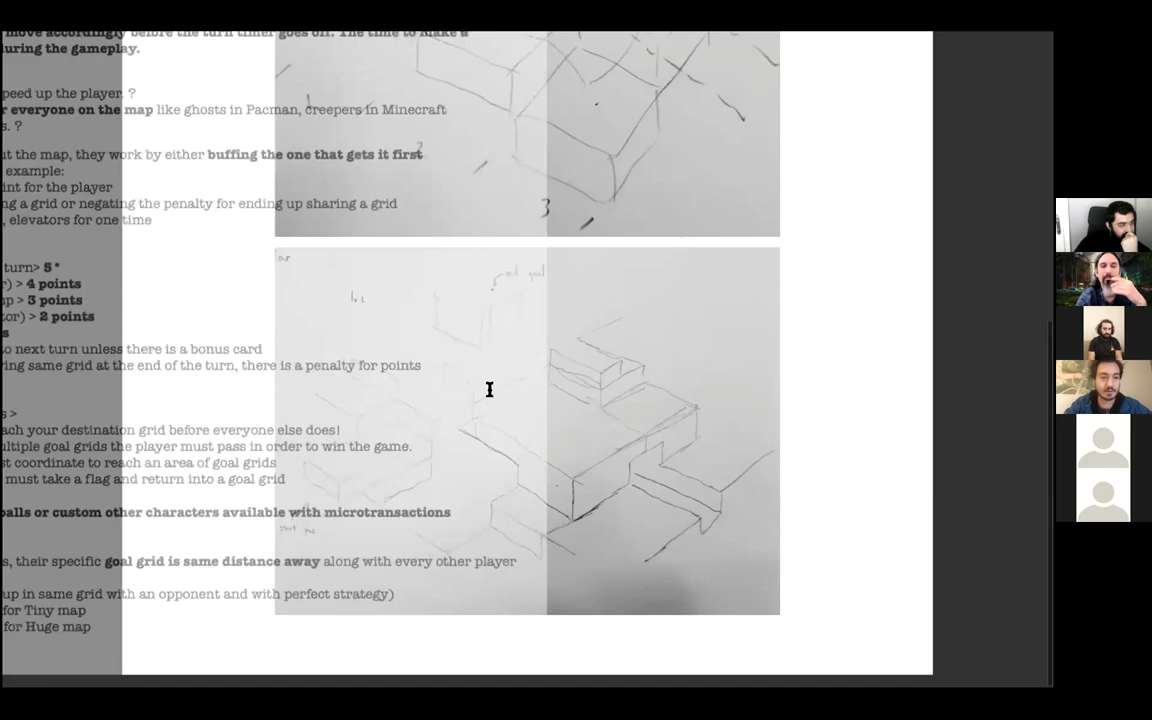 move accordingly before the turn timer goes off. The time to make a
during the gameplay.
peed up the player. ?
r everyone on the map like ghosts in Pacman, creepers in Minecraft
s. ?
ut the map, they work by either buffing the one that gets it first
example:
int for the player
ng a grid or negating the penalty for ending up sharing a grid
, elevators for one time
3
turn> 5 *
r) > 4 points
np > 3 points
tor) > 2 points
s
to next turn unless there is a bonus card
ring same grid at the end of the turn, there is a penalty for points
s >
ach your destination grid before everyone else does!
ultiple goal grids the player must pass in order to win the game.
st coordinate to reach an area of goal grids
must take a flag and return into a goal grid
balls or custom other characters available with microtransactions
s, their specific goal grid is same distance away along with every other player
up in same grid with an opponent and with perfect strategy)
for Tiny map
for Huge map